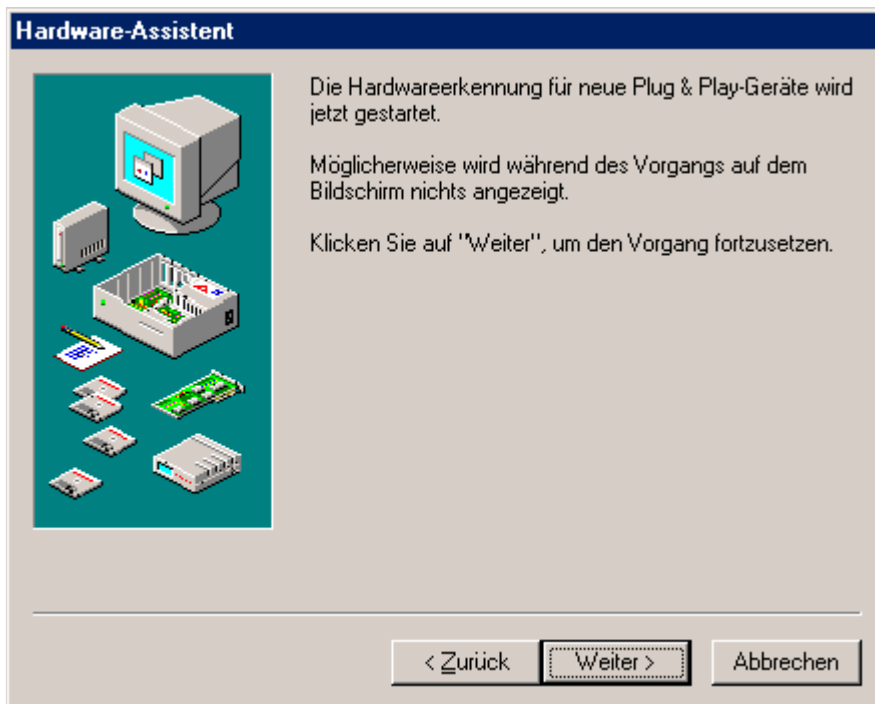 Hardware-Assistent
Die Hardwareerkennung für neue Plug & Play-Geräte wird
jetzt gestartet.
Möglicherweise wird während des Vorgangs auf dem
Bildschirm nichts angezeigt.
Klicken Sie auf "Weiter", um den Vorgang fortzusetzen.
< Zurück
Weiter >
Abbrechen